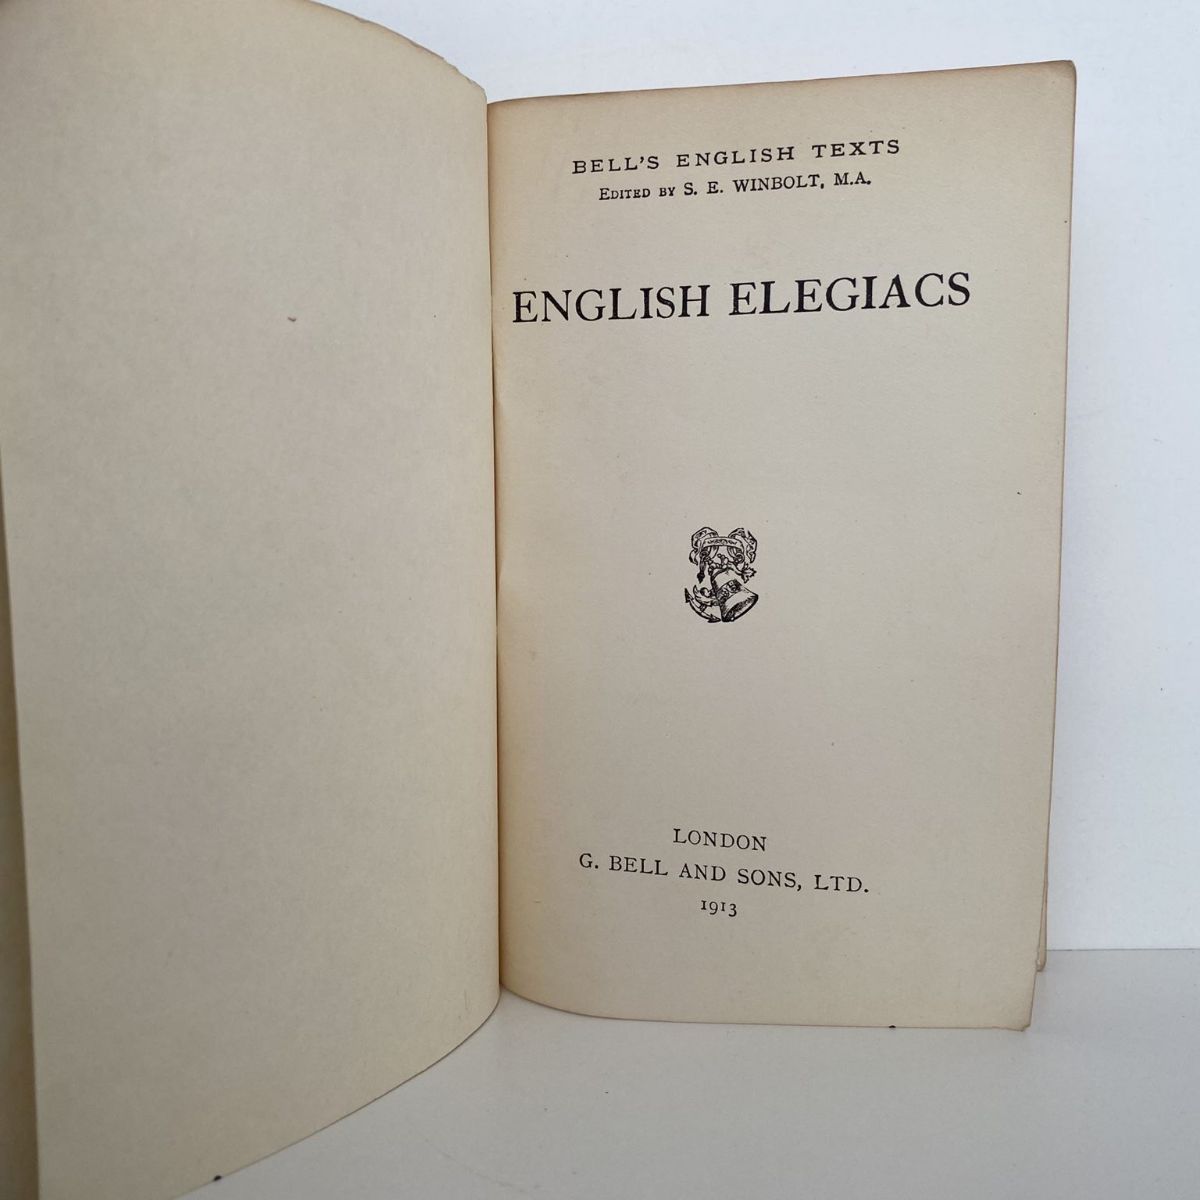 BELL'S ENGLISH TEXTS
EDITED BY S. E. WINBOLT, M.A.
ENGLISH ELEGIACS
LONDON
G. BELL AND SONS, LTD.
1913